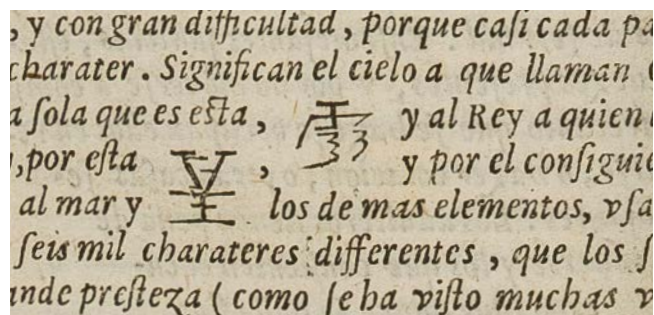 , y con gran difficultad, porque caſi cada pa
charater. Significan el cielo a que llaman
a ſola que es eſta, y al Rey a quien
, por eſta , y por el conſiguie
al mar y los de mas elementos, vſa
ſeis mil charateres differentes, que los ſ
ande preſteza ( como ſe ha viſto muchas v